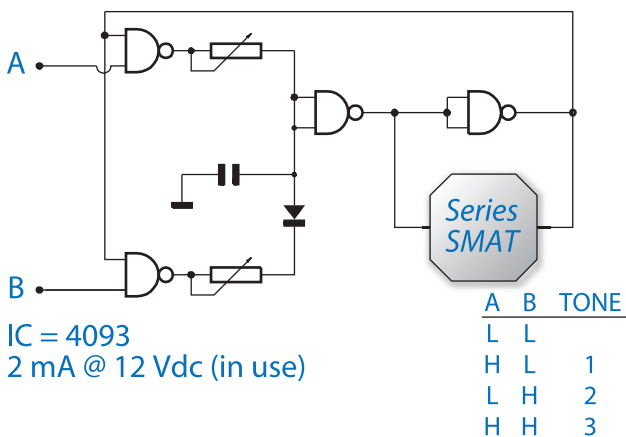 A
Series
SMAT
B
IC = 4093
2 mA @ 12 Vdc (in use)
A B TONE
L L
H L 1
L H 2
H H 3